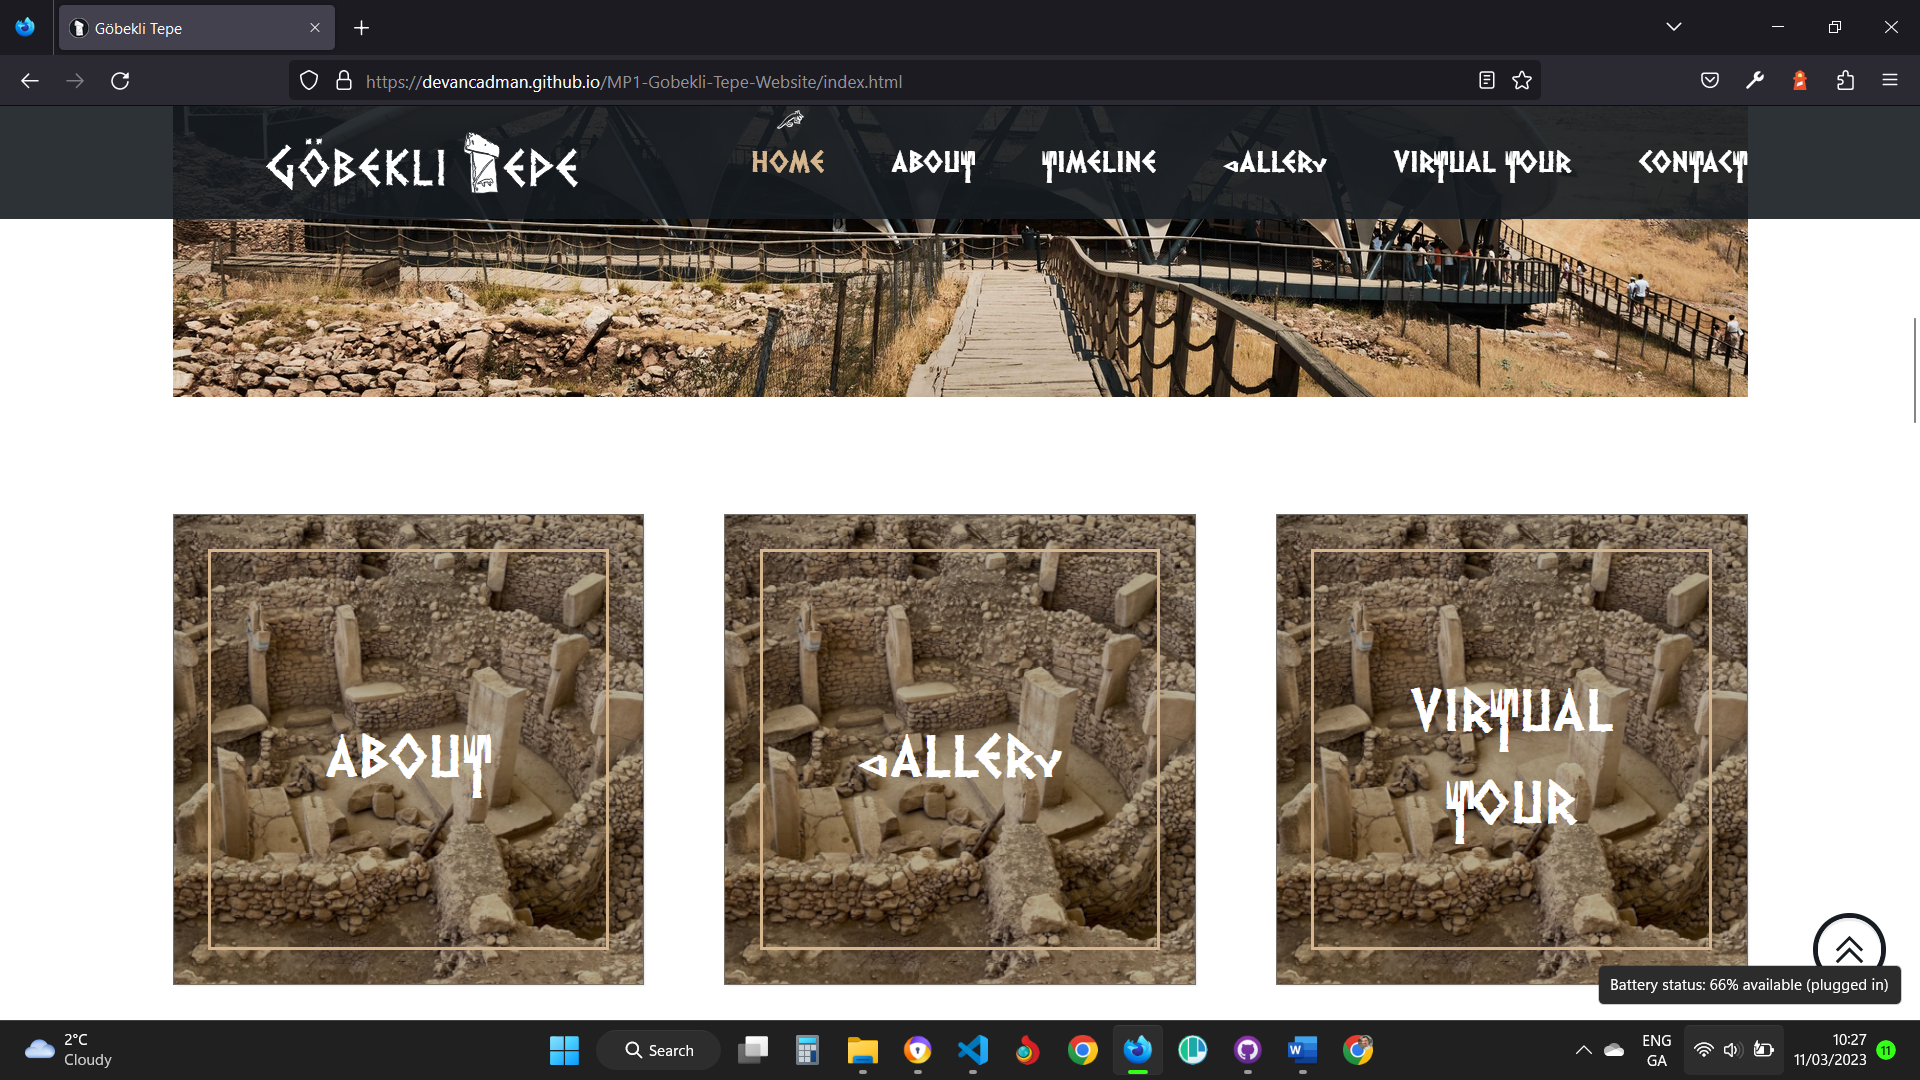 Göbekli Tepe
https://devancadman.github.io/MP1-Gobekli-Tepe-Website/index.html
GÖBEKLI TEPE
HOME
ABOUT
TIMELINE
GALLERY
VIRTUAL TOUR
CONTACT
ABOUT
GALLERY
VIRTUAL
TOUR
Battery status: 66% available (plugged in)
2°C
Cloudy
Search
W
ENG
GA
10:27
11/03/2023
11